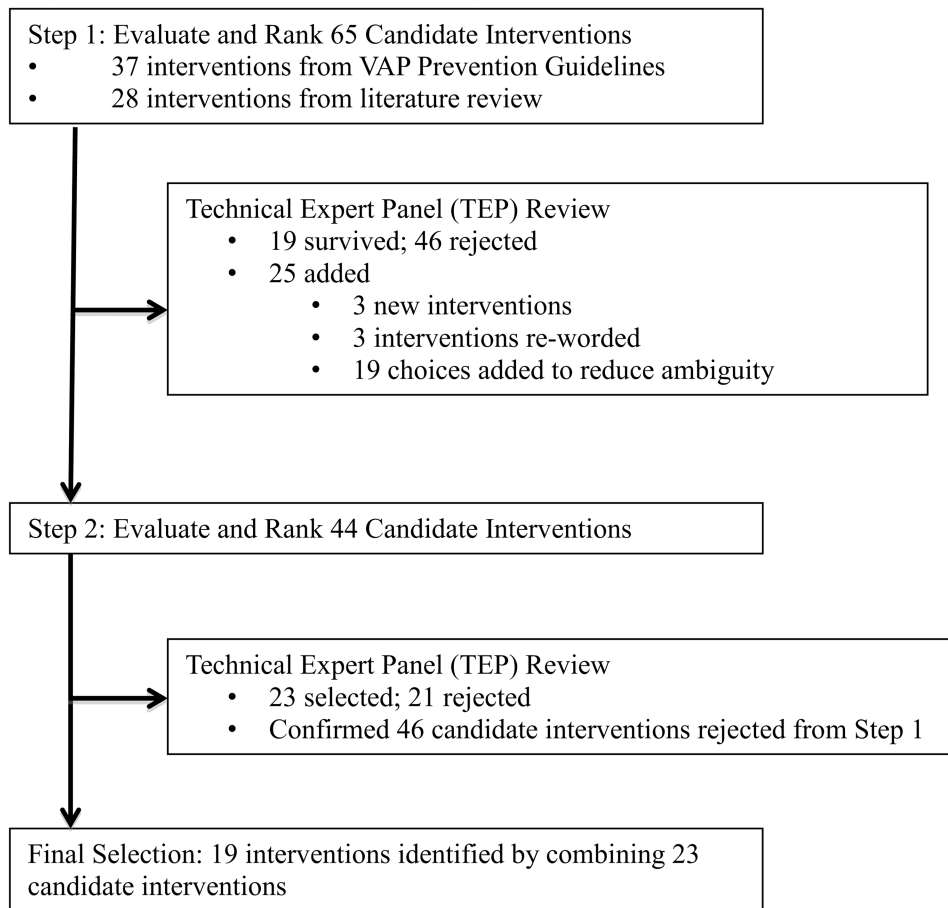 Step 1: Evaluate and Rank 65 Candidate Interventions
• 37 interventions from VAP Prevention Guidelines
• 28 interventions from literature review
Technical Expert Panel (TEP) Review
• 19 survived; 46 rejected
• 25 added
• 3 new interventions
• 3 interventions re-worded
• 19 choices added to reduce ambiguity
Step 2: Evaluate and Rank 44 Candidate Interventions
Technical Expert Panel (TEP) Review
• 23 selected; 21 rejected
• Confirmed 46 candidate interventions rejected from Step 1
Final Selection: 19 interventions identified by combining 23
candidate interventions